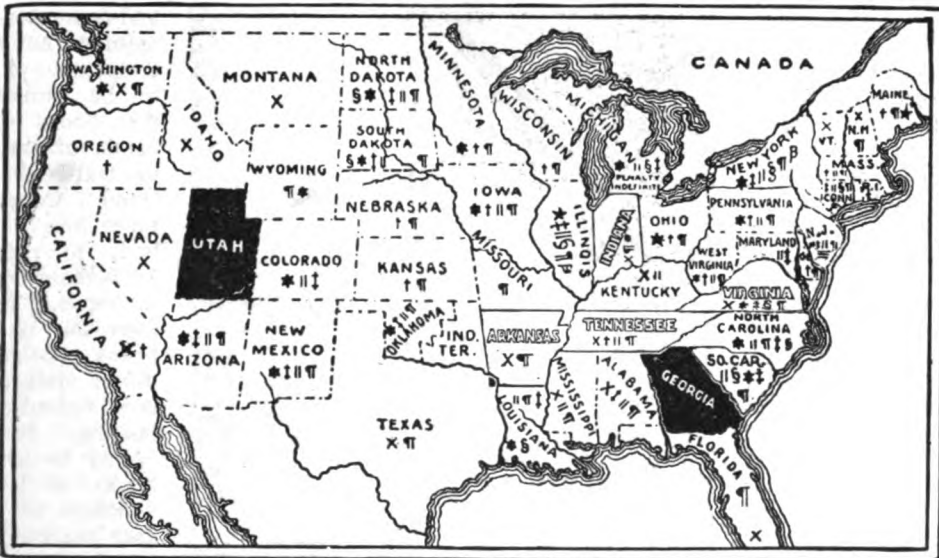 CANADA
WASHINGTON
* X ¶
MONTANA
X
IDAHO
X
NORTH
DAKOTA
§ * ‡ || ¶
MINNESOTA
* † ¶
WISCONSIN
† ¶
MICHIGAN
* || § ‡
PENALTY
INDEFINITE
MAINE
† ¶ *
X
N.H
¶
X
VT.
MASS.
R.I.
CONN
NEW YORK
B
OREGON
†
WYOMING
¶ *
SOUTH
DAKOTA
§ * ‡ || ¶
IOWA
* † || ¶
NEBRASKA
† ¶
ILLINOIS
INDIANA
OHIO
* † ¶
PENNSYLVANIA
* † || ¶
N.J.
MARYLAND
|| ‡
DEL
WEST
VIRGINIA
* † || ¶
VIRGINIA
CALIFORNIA
NEVADA
X
UTAH
COLORADO
* || ‡
KANSAS
† ¶
MISSOURI
¶
X ||
KENTUCKY
ARIZONA
* ‡ || ¶
NEW
MEXICO
* ‡ || ¶
OKLAHOMA
IND.
TER.
ARKANSAS
X ¶
TENNESSEE
X † || ¶
NORTH
CAROLINA
* || ¶ ‡ §
SO. CAR.
|| § * ‡
¶
TEXAS
X ¶
LOUISIANA
|| ¶ ‡
* §
MISSISSIPPI
X || ¶
ALABAMA
X ‡ || ¶
GEORGIA
FLORIDA
¶
X